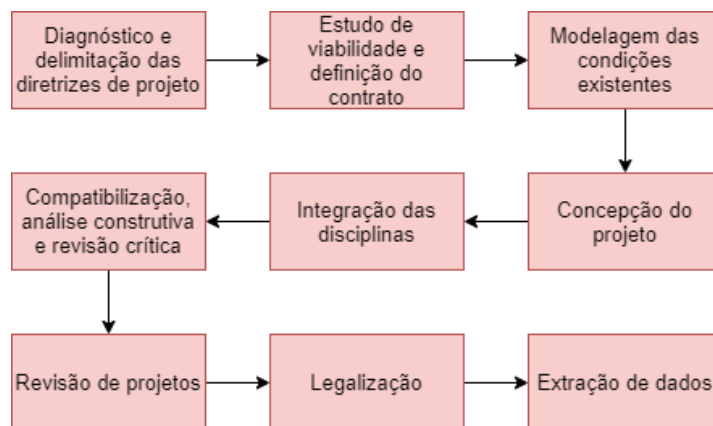 Diagnóstico e
delimitação das
diretrizes de projeto
Estudo de
viabilidade e
definição do
contrato
Modelagem das
condições
existentes
Concepção do
projeto
Integração das
disciplinas
Compatibilização,
análise construtiva
e revisão crítica
Revisão de projetos
Legalização
Extração de dados